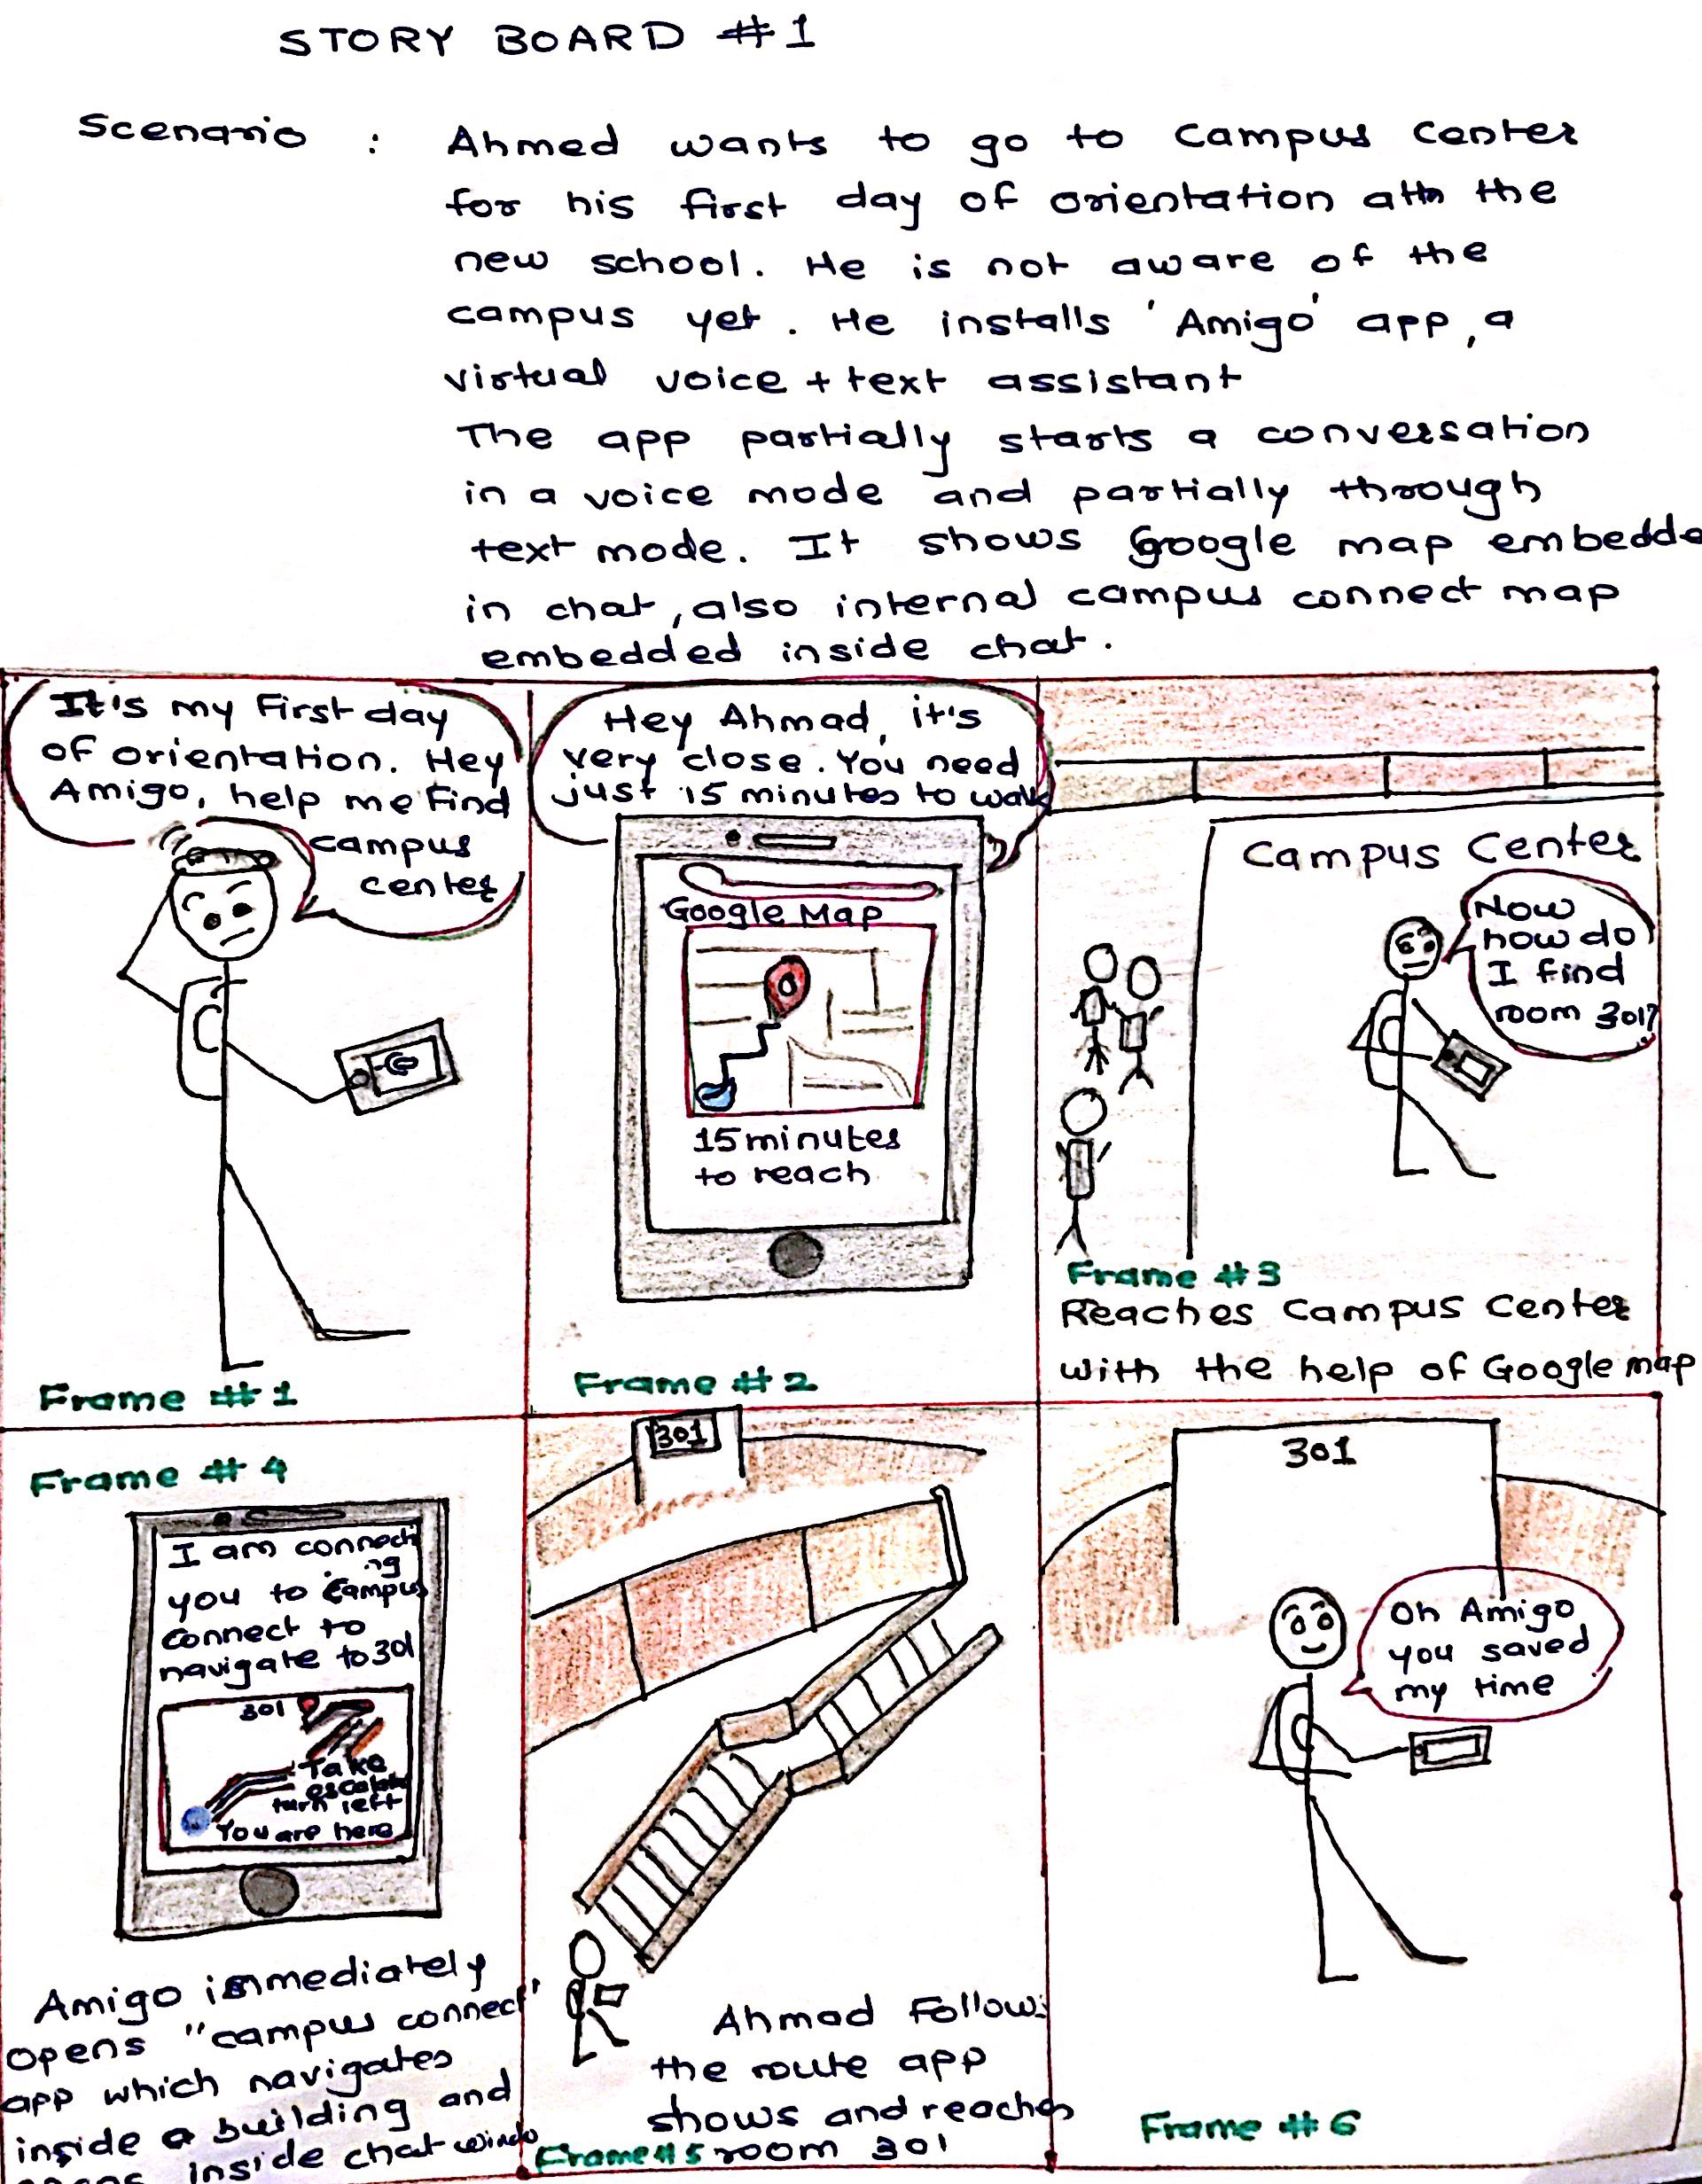 STORY BOARD #1
Scenario : Ahmed wants to go to Campus Center
for his first day of orientation at the
new school. He is not aware of the
campus yet. He installs 'Amigo' app, a
virtual voice + text assistant
The app partially starts a conversation
in a voice mode and partially through
text mode. It shows Google map embedde
in chat, also internal campus connect map
embedded inside chat.
It's my First day
of orientation. Hey
Amigo, help me find
campus
center
Frame #1
Hey Ahmad, it's
very close. You need
just 15 minutes to walk
Google Map
15 minutes
to reach
Frame #2
Campus Center
Now
how do
I find
room 301?
Frame #3
Reaches Campus Center
with the help of Google map
Frame #4
I am connecti
ng
you to campus
connect to
navigate to 301
301
Take
escalato
turn left
You are here
Amigo immediately
opens "campus connect"
app which navigates
inside a building and
inside chat windo
301
Ahmad Follows
the route app
shows and reaches
Frame #5 room 301
301
Oh Amigo
you saved
my time
Frame #6